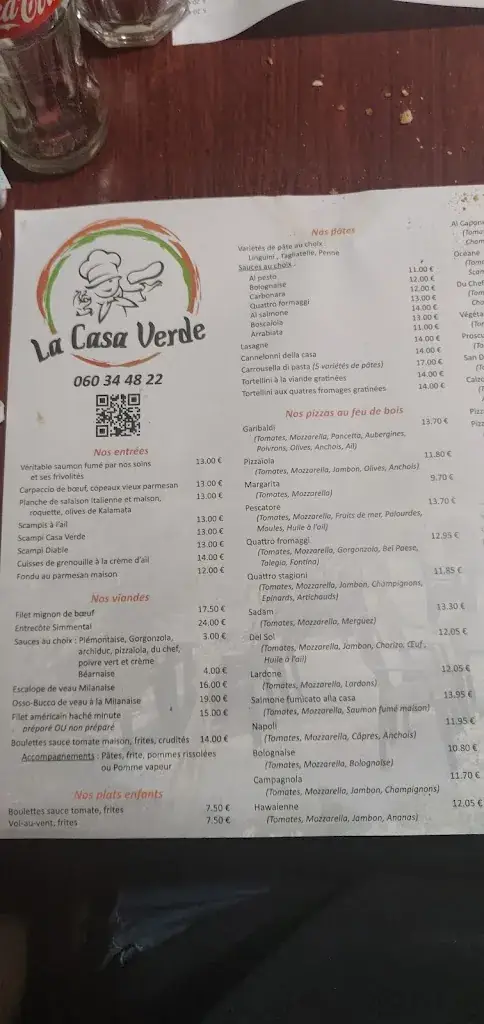 La Casa Verde
060 34 48 22
Nos entrées
Véritable saumon fumé par nos soins 13.00 €
et ses frivolités
Carpaccio de bœuf, copeaux vieux parmesan 13.00 €
Planche de salaison italienne et maison, 13.00 €
roquette, olives de Kalamata
Scampis à l'ail 13.00 €
Scampi Casa Verde 13.00 €
Scampi Diable 13.00 €
Cuisses de grenouille à la crème d'ail 14.00 €
Fondu au parmesan maison 12.00 €
Nos viandes
Filet mignon de bœuf 17.50 €
Entrecôte Simmental 24.00 €
Sauces au choix : Piémontaise, Gorgonzola, 3.00 €
archidur, pizzaiola, du chef,
poivre vert et crème
Béarnaise 4.00 €
Escalope de veau Milanaise 16.00 €
Osso-Bucco de veau à la Milanaise 19.00 €
Filet américain haché minute 15.00 €
préparé OU non préparé
Boulettes sauce tomate maison, frites, crudités 14.00 €
Accompagnements : Pâtes, frite, pommes rissolées
ou Pomme vapeur
Nos plats enfants
Boulettes sauce tomate, frites 7.50 €
Vol-au-vent, frites 7.50 €
Nos pâtes
Variétés de pâte au choix
Linguini, Tagliatelle, Penne
Sauces au choix :
Al pesto 11.00 €
Bolognaise 12.00 €
Carbonara 12.00 €
Quattro formaggi 13.00 €
Al salmone 14.00 €
Boscaiola 13.00 €
Arrabiata 11.00 €
Lasagne 14.00 €
Cannelonni della casa 14.00 €
Carrousella di pasta (5 variétés de pâtes) 17.00 €
Tortellini à la viande gratinées 14.00 €
Tortellini aux quatres fromages gratinées 14.00 €
Nos pizzas au feu de bois
Garibaldi 13.70 €
(Tomates, Mozzarella, Pancetta, Aubergines,
Poivrons, Olives, Anchois, Ail)
Pizzaiola 11.80 €
(Tomates, Mozzarella, Jambon, Olives, Anchois)
Margarita 9.70 €
(Tomates, Mozzarella)
Pescatore 13.70 €
(Tomates, Mozzarella, Fruits de mer, Palourdes,
Moules, Huile à l'ail)
Quattro fromaggi 12.95 €
(Tomates, Mozzarella, Gorgonzola, Bel Paese,
Talegio, Fontina)
Quattro stagioni 11.85 €
(Tomates, Mozzarella, Jambon, Champignons,
Epinards, Artichauds)
Sadam 13.30 €
(Tomates, Mozzarella, Merguez)
Del Sol 12.05 €
(Tomates, Mozzarella, Jambon, Chorizo, Œuf,
Huile à l'ail)
Lardone 12.05 €
(Tomates, Mozzarella, Lardons)
Salmone fumicato alla casa 13.95 €
(Tomates, Mozzarella, Saumon fumé maison)
Napoli 11.95 €
(Tomates, Mozzarella, Câpres, Anchois)
Bolognaise 10.80 €
(Tomates, Mozzarella, Bolognaise)
Campagnola 11.70 €
(Tomates, Mozzarella, Jambon, Champignons)
Hawaïenne 12.05 €
(Tomates, Mozzarella, Jambon, Ananas)
Al Capone
Océane
Du Chef